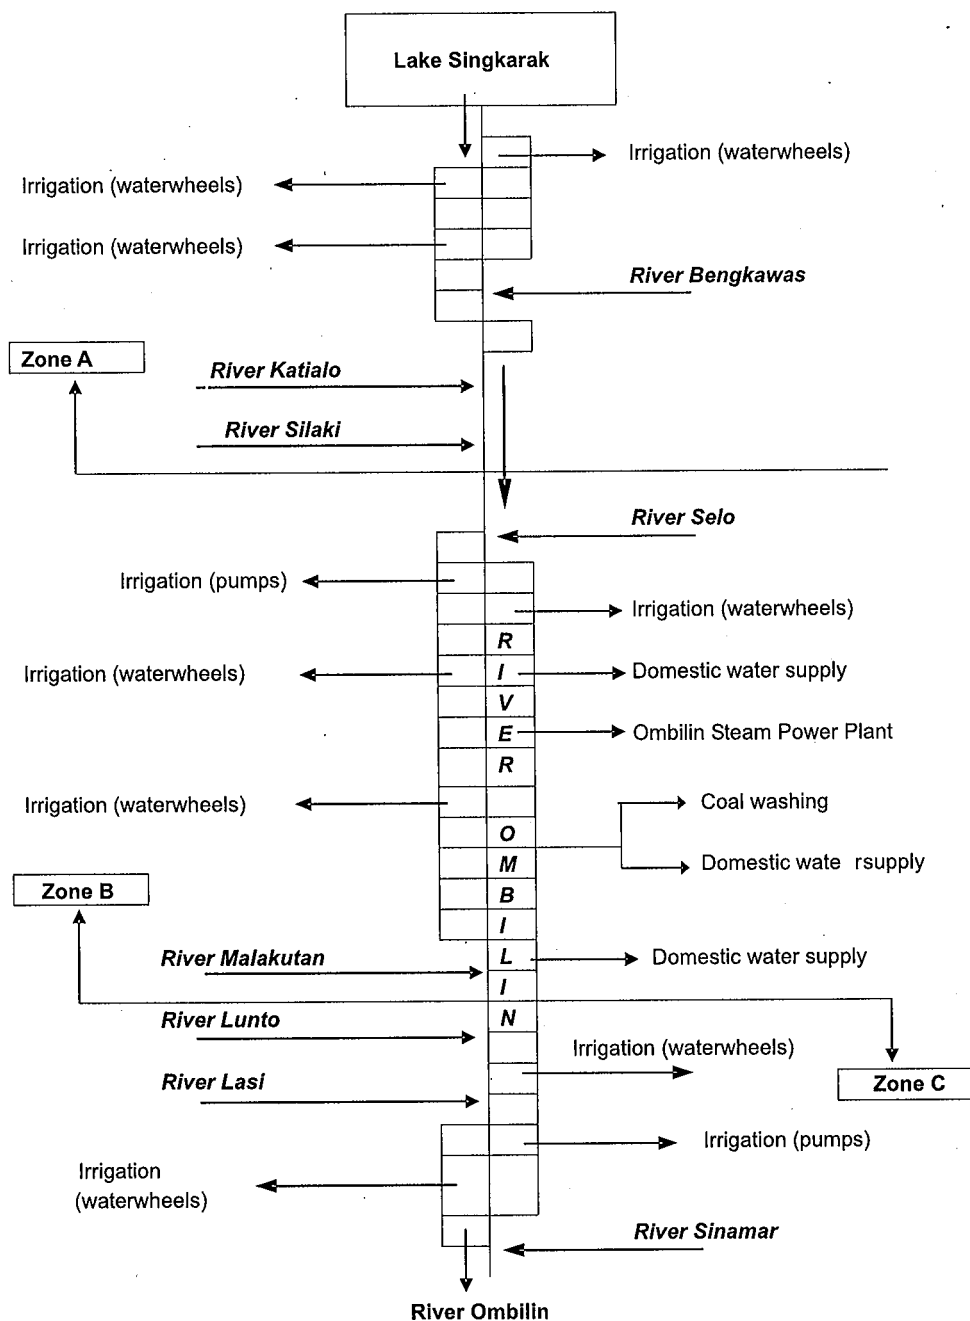 Lake Singkarak
Irrigation (waterwheels)
Irrigation (waterwheels)
Irrigation (waterwheels)
River Bengkawas
Zone A
River Katialo
River Silaki
River Selo
Irrigation (pumps)
Irrigation (waterwheels)
RIVER OMBILIN
Irrigation (waterwheels)
Domestic water supply
Ombilin Steam Power Plant
Irrigation (waterwheels)
Coal washing
Domestic wate rsupply
Zone B
River Malakutan
Domestic water supply
River Lunto
Irrigation (waterwheels)
River Lasi
Zone C
Irrigation (pumps)
Irrigation
(waterwheels)
River Sinamar
River Ombilin